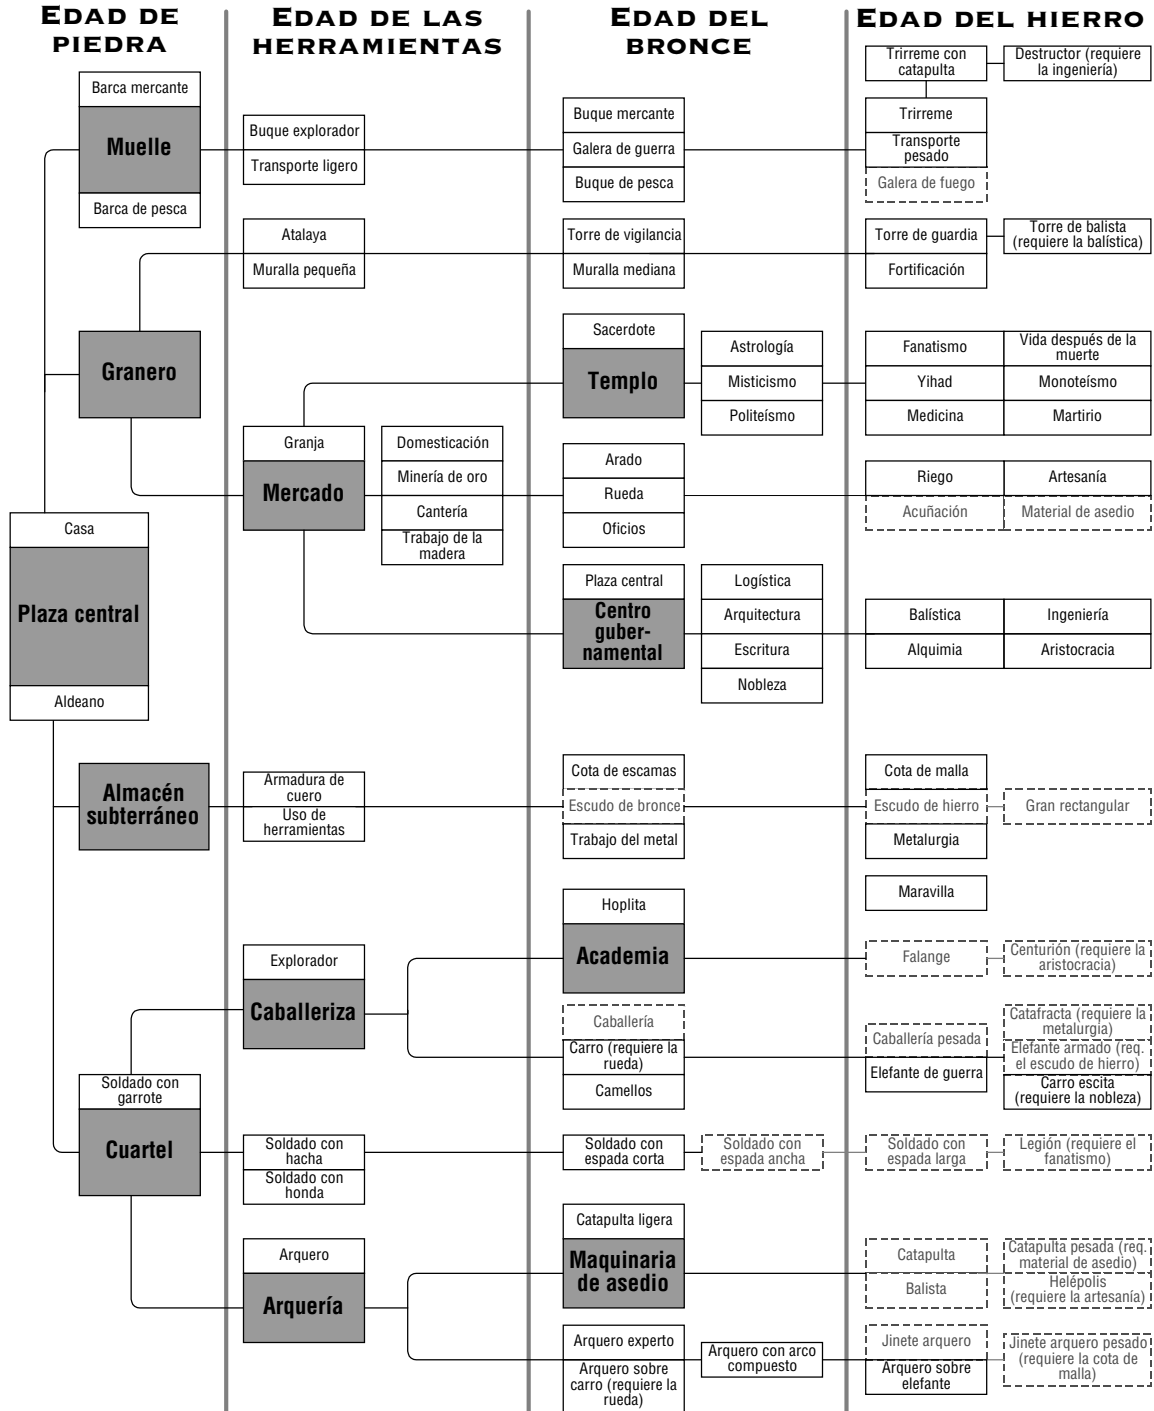 EDAD DE
PIEDRA
EDAD DE LAS
HERRAMIENTAS
EDAD DEL
BRONCE
EDAD DEL HIERRO
Barca mercante
Muelle
Barca de pesca
Buque explorador
Transporte ligero
Buque mercante
Galera de guerra
Buque de pesca
Trirreme con
catapulta
Destructor (requiere
la ingeniería)
Trirreme
Transporte
pesado
Galera de fuego
Atalaya
Muralla pequeña
Torre de vigilancia
Muralla mediana
Torre de guardia
Fortificación
Torre de balista
(requiere la balística)
Granero
Sacerdote
Templo
Astrología
Misticismo
Politeísmo
Fanatismo
Yihad
Medicina
Vida después de la
muerte
Monoteísmo
Martirio
Granja
Mercado
Domesticación
Minería de oro
Cantería
Trabajo de la
madera
Arado
Rueda
Oficios
Riego
Artesanía
Acuñación
Material de asedio
Casa
Plaza central
Aldeano
Plaza central
Centro
guber-
namental
Logística
Arquitectura
Escritura
Nobleza
Balística
Ingeniería
Alquimia
Aristocracia
Almacén
subterráneo
Armadura de
cuero
Uso de
herramientas
Cota de escamas
Escudo de bronce
Trabajo del metal
Cota de malla
Escudo de hierro
Gran rectangular
Metalurgia
Maravilla
Hoplita
Academia
Falange
Centurión (requiere la
aristocracia)
Explorador
Caballeriza
Caballería
Carro (requiere la
rueda)
Camellos
Caballería pesada
Elefante de guerra
Catafracta (requiere la
metalurgia)
Elefante armado (req.
el escudo de hierro)
Carro escita
(requiere la nobleza)
Soldado con
garrote
Cuartel
Soldado con
hacha
Soldado con
honda
Soldado con
espada corta
Soldado con
espada ancha
Soldado con
espada larga
Legión (requiere el
fanatismo)
Arquero
Arquería
Catapulta ligera
Maquinaria
de asedio
Catapulta
Balista
Catapulta pesada (req.
material de asedio)
Helépolis
(requiere la artesanía)
Arquero experto
Arquero sobre
carro (requiere la
rueda)
Arquero con arco
compuesto
Jinete arquero
Arquero sobre
elefante
Jinete arquero pesado
(requiere la cota de
malla)